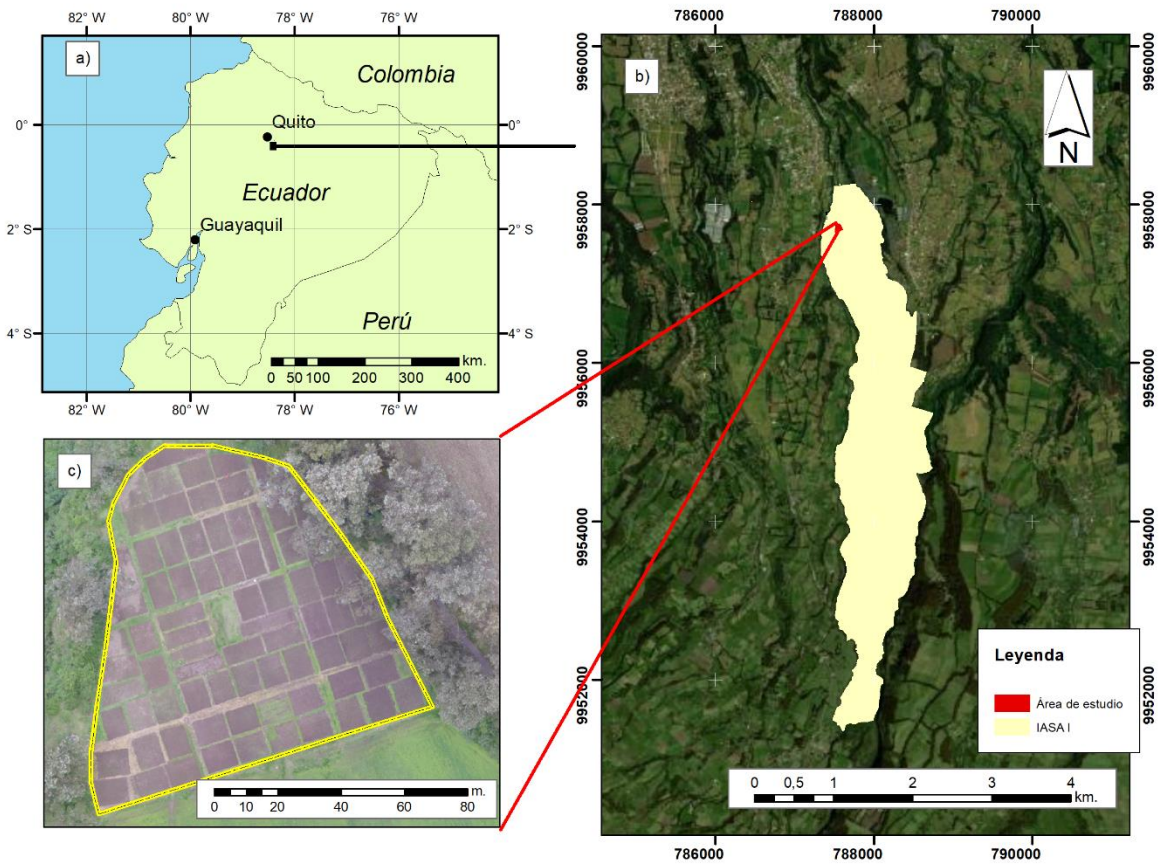 82° W 80° W 78° W 76° W
a)
Colombia
0° 0°
Quito
Ecuador
Guayaquil
2° S 2° S
Perú
4° S 4° S
km.
0 50 100 200 300 400
82° W 80° W 78° W 76° W
c)
m.
0 10 20 40 60 80
786000 788000 790000
b)
N
9960000 9960000
9958000 9958000
9956000 9956000
9954000 9954000
9952000 9952000
Leyenda
Área de estudio
IASA I
0 0,5 1 2 3 4
km.
786000 788000 790000